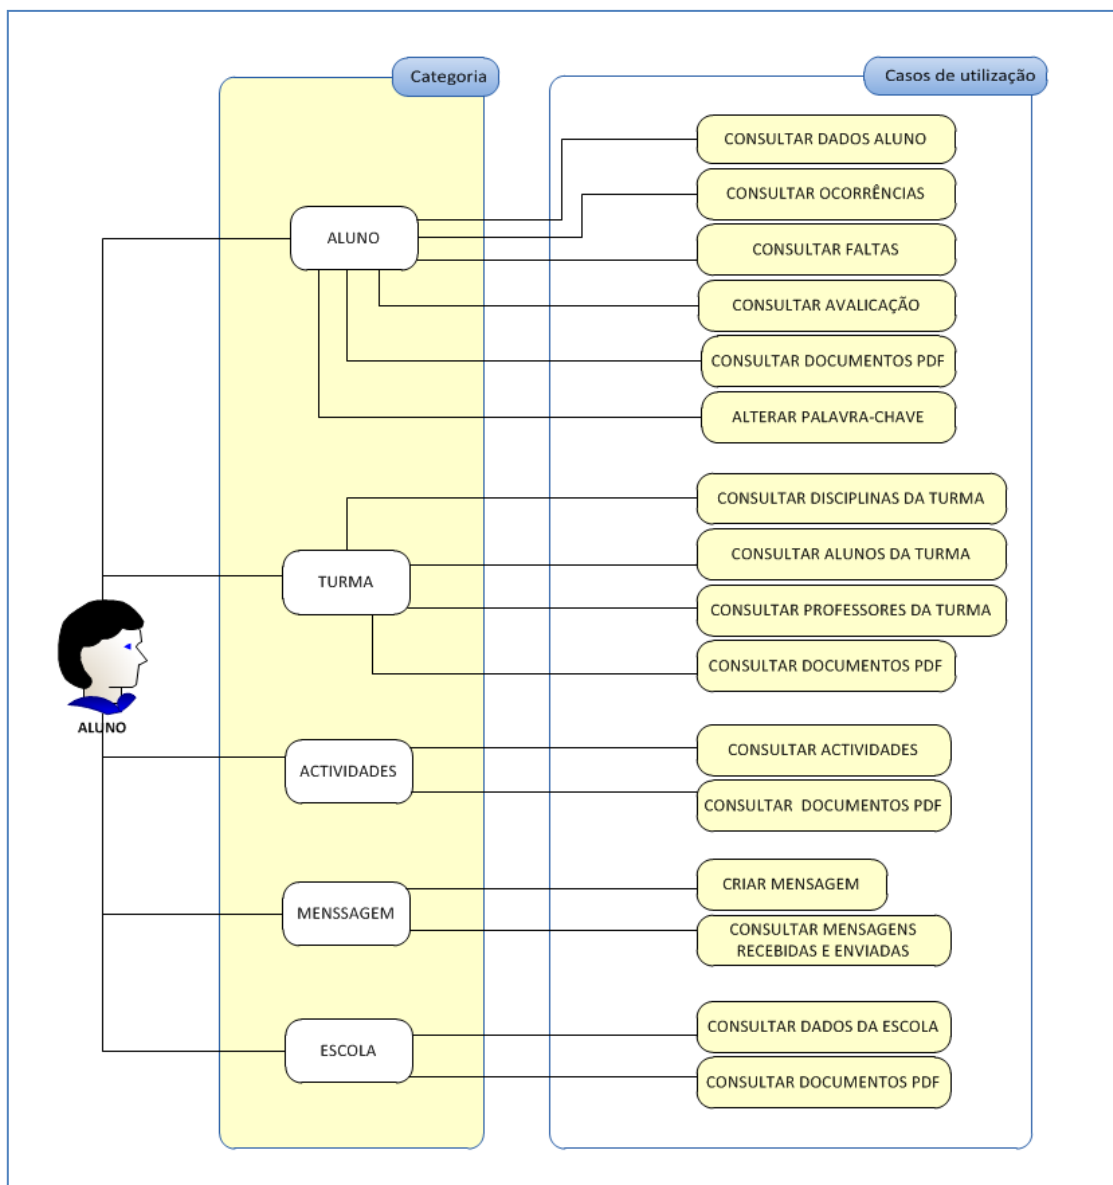 Categoria
Casos de utilização
CONSULTAR DADOS ALUNO
CONSULTAR OCORRÊNCIAS
ALUNO
CONSULTAR FALTAS
CONSULTAR AVALICAÇÃO
CONSULTAR DOCUMENTOS PDF
ALTERAR PALAVRA-CHAVE
CONSULTAR DISCIPLINAS DA TURMA
CONSULTAR ALUNOS DA TURMA
TURMA
CONSULTAR PROFESSORES DA TURMA
CONSULTAR DOCUMENTOS PDF
ALUNO
CONSULTAR ACTIVIDADES
ACTIVIDADES
CONSULTAR DOCUMENTOS PDF
CRIAR MENSAGEM
MENSSAGEM
CONSULTAR MENSAGENS
RECEBIDAS E ENVIADAS
CONSULTAR DADOS DA ESCOLA
ESCOLA
CONSULTAR DOCUMENTOS PDF